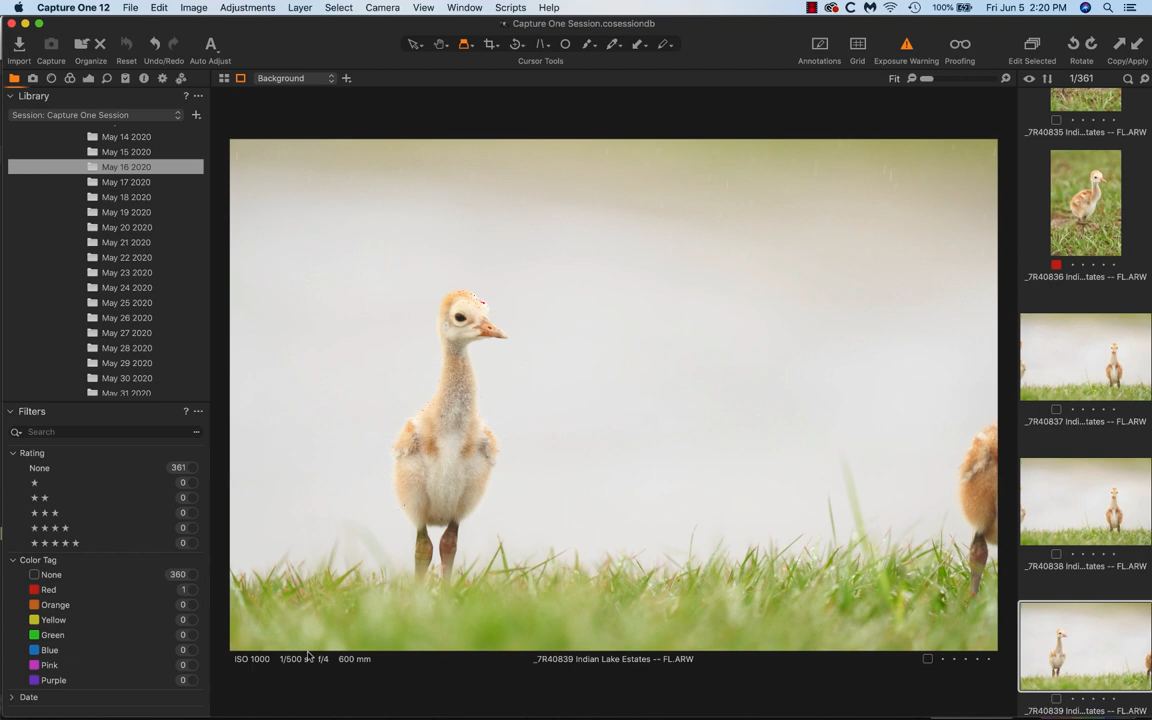 Capture One 12 File Edit Image Adjustments Layer Select Camera View Window Scripts Help 100% Fri Jun 5 2:20 PM
Capture One Session.cosessiondb
Import Capture Organize Reset Undo/Redo Auto Adjust Cursor Tools Annotations Grid Exposure Warning Proofing Edit Selected Rotate Copy/Apply
Background Fit 1/361
Library ?
Session: Capture One Session
May 14 2020
May 15 2020
May 16 2020
May 17 2020
May 18 2020
May 19 2020
May 20 2020
May 21 2020
May 22 2020
May 23 2020
May 24 2020
May 25 2020
May 26 2020
May 27 2020
May 28 2020
May 29 2020
May 30 2020
May 31 2020
Filters ?
Search
Rating
None 361
0
0
0
0
0
Color Tag
None 360
Red 1
Orange 0
Yellow 0
Green 0
Blue 0
Pink 0
Purple 0
Date
ISO 1000 1/500 f/4 600 mm _7R40839 Indian Lake Estates -- FL.ARW
_7R40835 Indi...tates -- FL.ARW
_7R40836 Indi...tates -- FL.ARW
_7R40837 Indi...tates -- FL.ARW
_7R40838 Indi...tates -- FL.ARW
_7R40839 Indi...tates -- FL.ARW